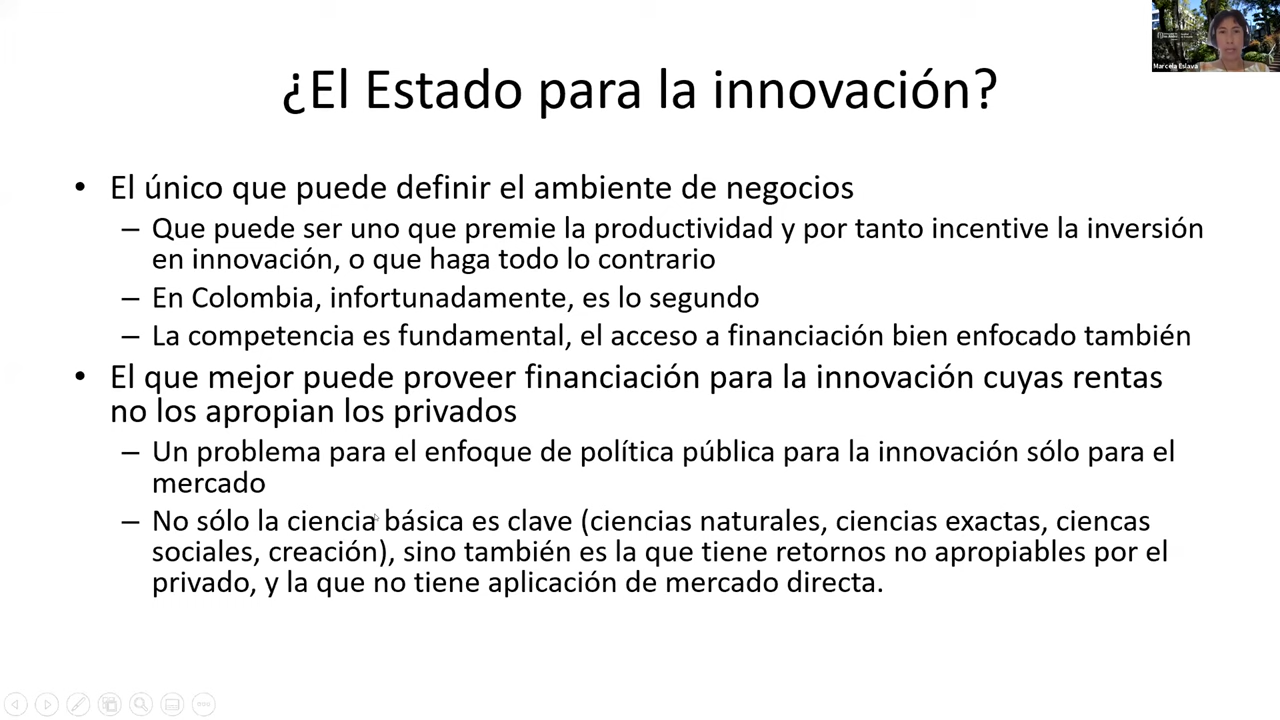 Marcela Eslava
¿El Estado para la innovación?
• El único que puede definir el ambiente de negocios
– Que puede ser uno que premie la productividad y por tanto incentive la inversión
en innovación, o que haga todo lo contrario
– En Colombia, infortunadamente, es lo segundo
– La competencia es fundamental, el acceso a financiación bien enfocado también
• El que mejor puede proveer financiación para la innovación cuyas rentas
no los apropian los privados
– Un problema para el enfoque de política pública para la innovación sólo para el
mercado
– No sólo la ciencia básica es clave (ciencias naturales, ciencias exactas, ciencas
sociales, creación), sino también es la que tiene retornos no apropiables por el
privado, y la que no tiene aplicación de mercado directa.